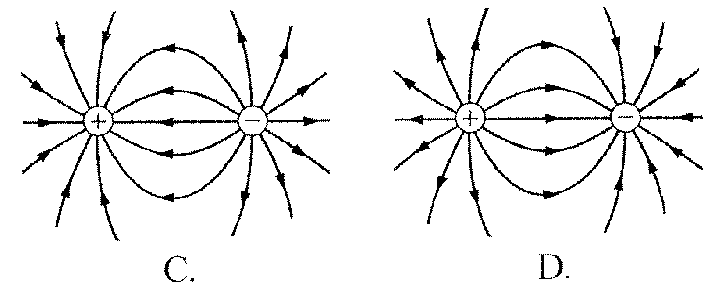 + − + −
C. D.